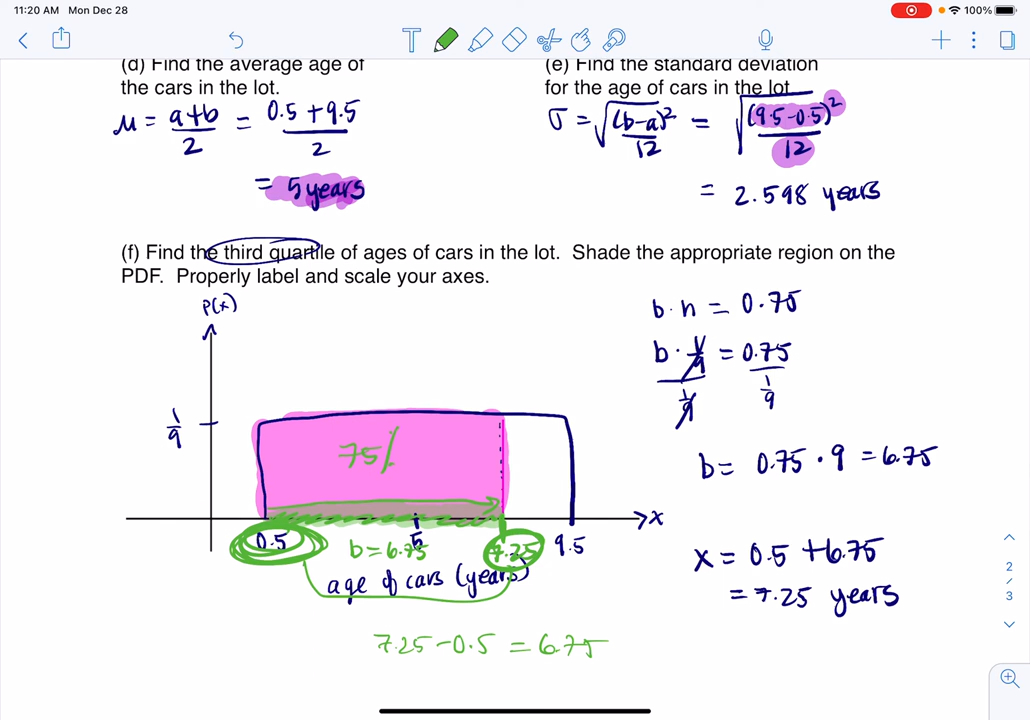 11:20 AM Mon Dec 28
100%
(d) Find the average age of
the cars in the lot.
μ = a+b/2 = 0.5+9.5/2
= 5 years
(e) Find the standard deviation
for the age of cars in the lot
σ = √(b-a)²/12 = √(9.5-0.5)²/12
= 2.598 years
(f) Find the third quartile of ages of cars in the lot. Shade the appropriate region on the
PDF. Properly label and scale your axes.
P(x)
1/9
75%
0.5
b = 6.75
5
7.25
9.5
x
age of cars (years)
7.25 - 0.5 = 6.75
b · h = 0.75
b · 1/9 = 0.75
1/9 1/9
b = 0.75 · 9 = 6.75
x = 0.5 + 6.75
= 7.25 years
2
/
3